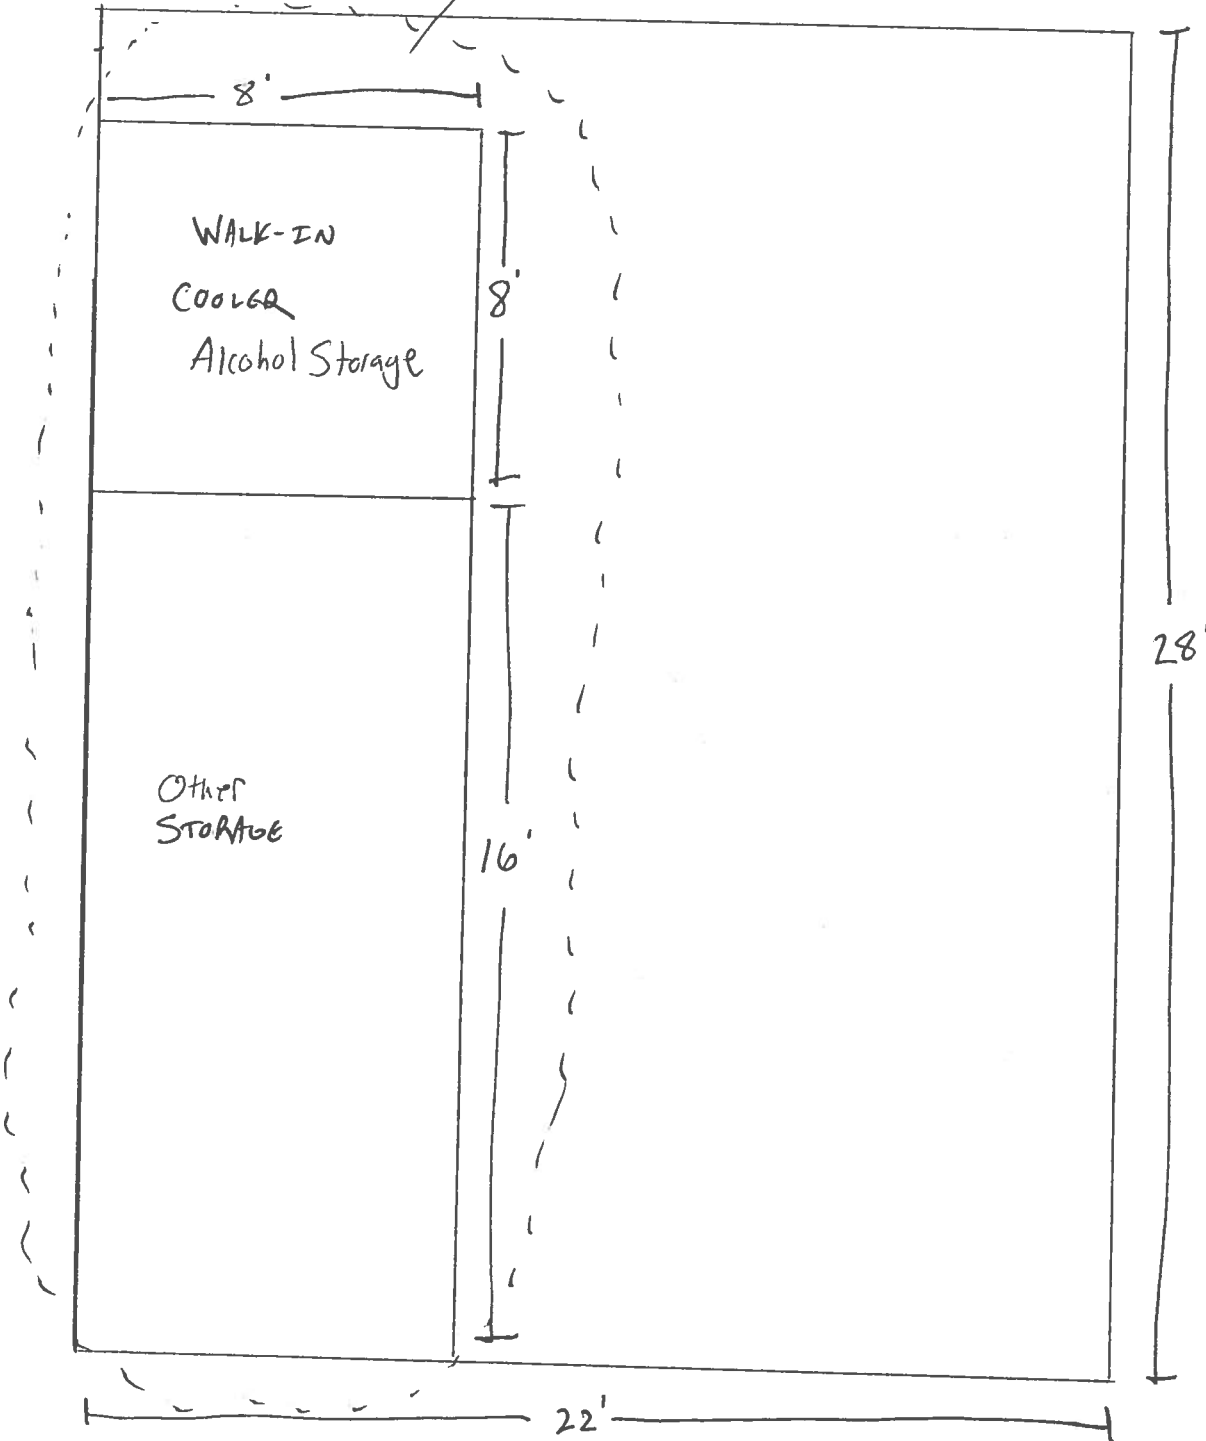 8'
WALK-IN
COOLER
Alcohol Storage
8'
28'
Other
STORAGE
16'
22'